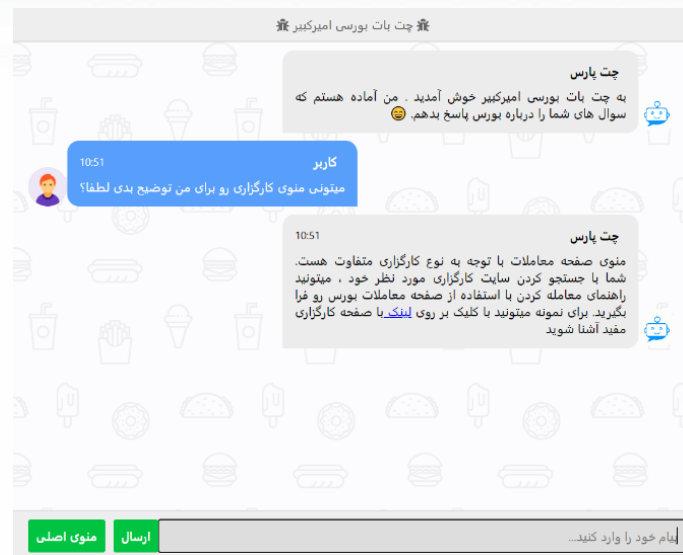 چت بات بورسی امیرکبیر
چت پارس
به چت بات بورسی امیرکبیر خوش آمدید . من آماده هستم که
سوال های شما را درباره بورس پاسخ بدهم. 😄
کاربر 10:51
میتونی منوی کارگزاری رو برای من توضیح بدی لطفا؟
چت پارس 10:51
منوی صفحه معاملات با توجه به نوع کارگزاری متفاوت هست.
شما با جستجو کردن سایت کارگزاری مورد نظر خود ، میتونید
راهنمای معامله کردن با استفاده از صفحه معاملات بورس رو فرا
بگیرید. برای نمونه میتونید با کلیک بر روی لینک با صفحه کارگزاری
مفید آشنا شوید
پیام خود را وارد کنید... ارسال منوی اصلی